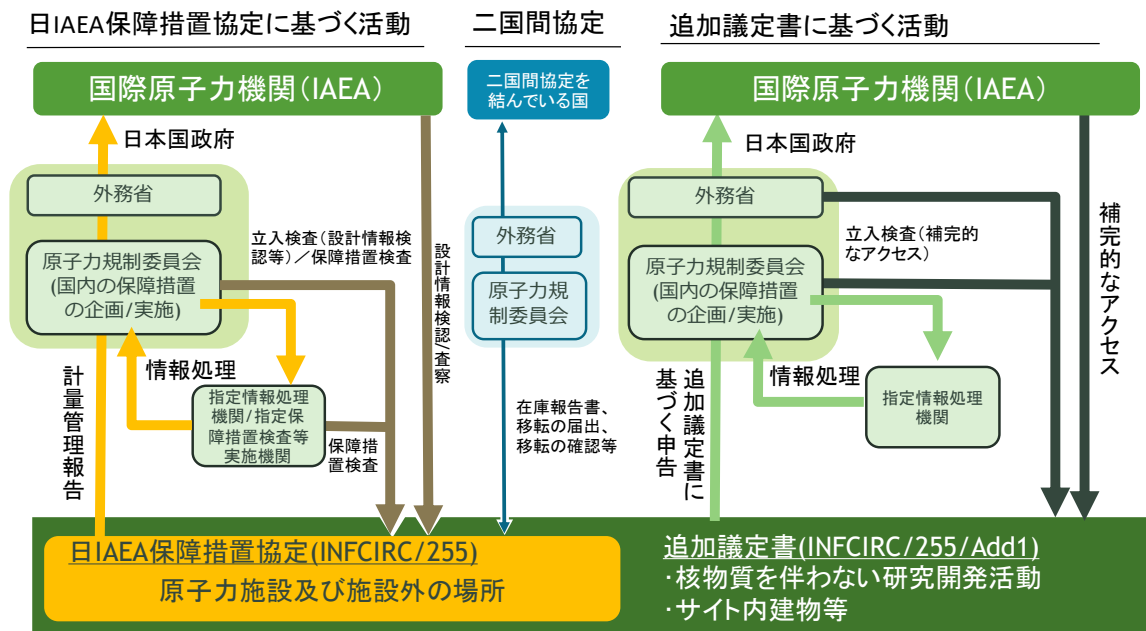 日IAEA保障措置協定に基づく活動
国際原子力機関（IAEA）
日本国政府
外務省
原子力規制委員会
(国内の保障措置
の企画/実施)
立入検査（設計情報検
認等）／保障措置検査
設計情報検認/査察
情報処理
指定情報処理
機関/指定保
障措置検査等
実施機関
保障措
置検査
計量管理報告
日IAEA保障措置協定(INFCIRC/255)
原子力施設及び施設外の場所
二国間協定
二国間協定を
結んでいる国
外務省
原子力規
制委員会
在庫報告書、
移転の届出、
移転の確認等
追加議定書に基づく活動
国際原子力機関（IAEA）
日本国政府
外務省
原子力規制委員会
(国内の保障措置
の企画/実施)
立入検査（補完的
なアクセス）
補完的なアクセス
情報処理
指定情報処理
機関
追加議定書に
基づく申告
追加議定書(INFCIRC/255/Add1)
･核物質を伴わない研究開発活動
･サイト内建物等